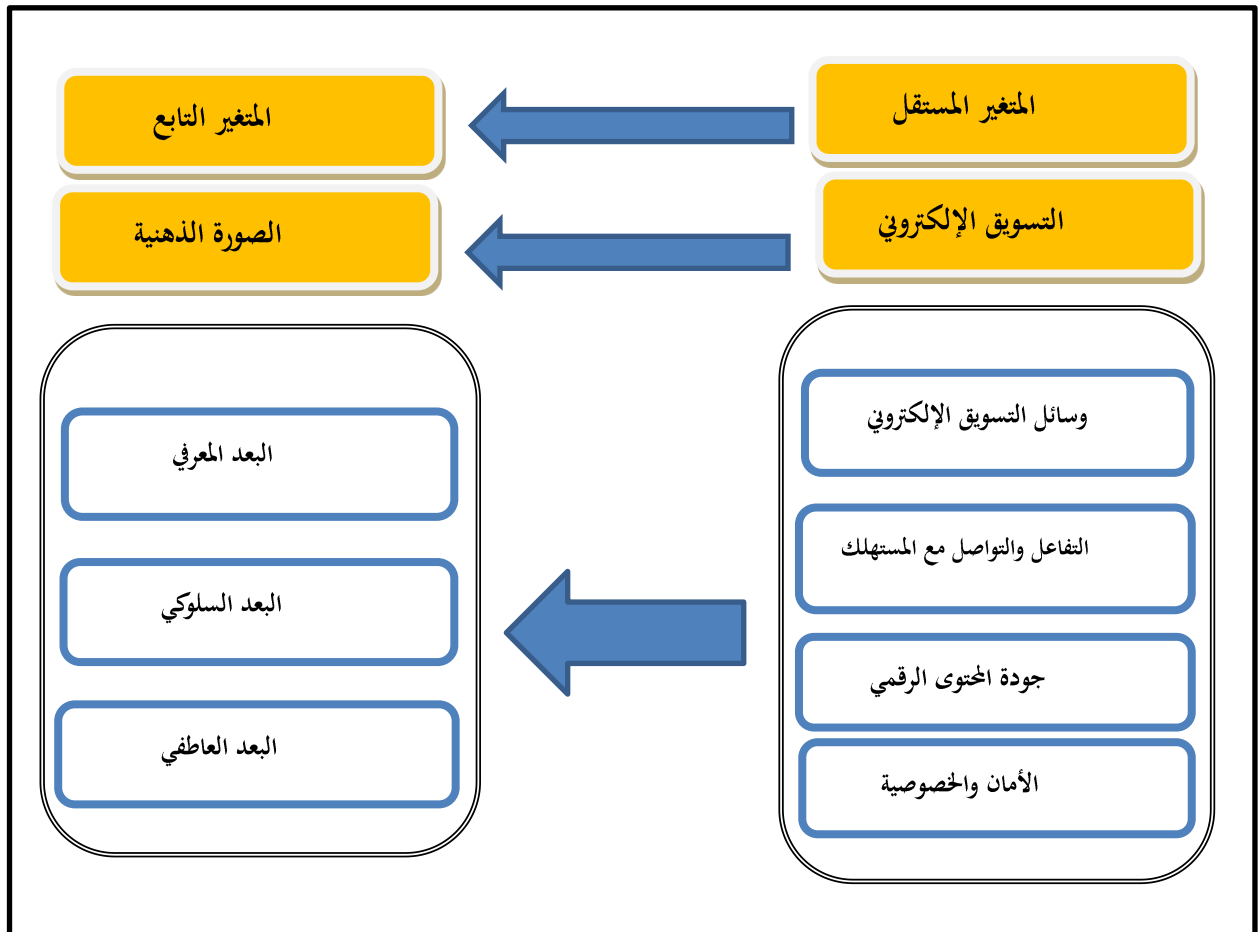 المتغير المستقل
المتغير التابع
التسويق الإلكتروني
الصورة الذهنية
وسائل التسويق الإلكتروني
التفاعل والتواصل مع المستهلك
جودة المحتوى الرقمي
الأمان والخصوصية
البعد المعرفي
البعد السلوكي
البعد العاطفي